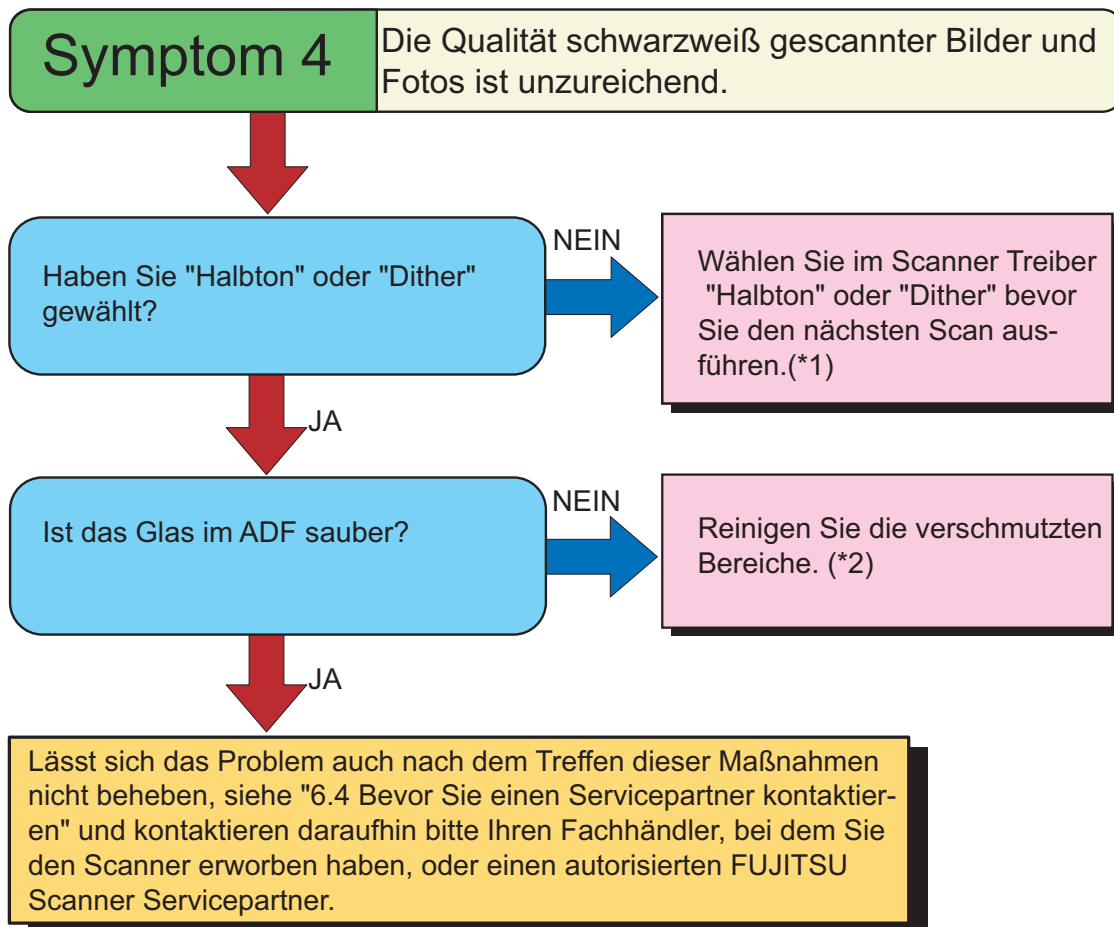 Symptom 4
Die Qualität schwarzweiß gescannter Bilder und
Fotos ist unzureichend.
Haben Sie "Halbton" oder "Dither"
gewählt?
NEIN
Wählen Sie im Scanner Treiber
"Halbton" oder "Dither" bevor
Sie den nächsten Scan aus-
führen.(*1)
JA
Ist das Glas im ADF sauber?
NEIN
Reinigen Sie die verschmutzten
Bereiche. (*2)
JA
Lässt sich das Problem auch nach dem Treffen dieser Maßnahmen
nicht beheben, siehe "6.4 Bevor Sie einen Servicepartner kontaktier-
en" und kontaktieren daraufhin bitte Ihren Fachhändler, bei dem Sie
den Scanner erworben haben, oder einen autorisierten FUJITSU
Scanner Servicepartner.